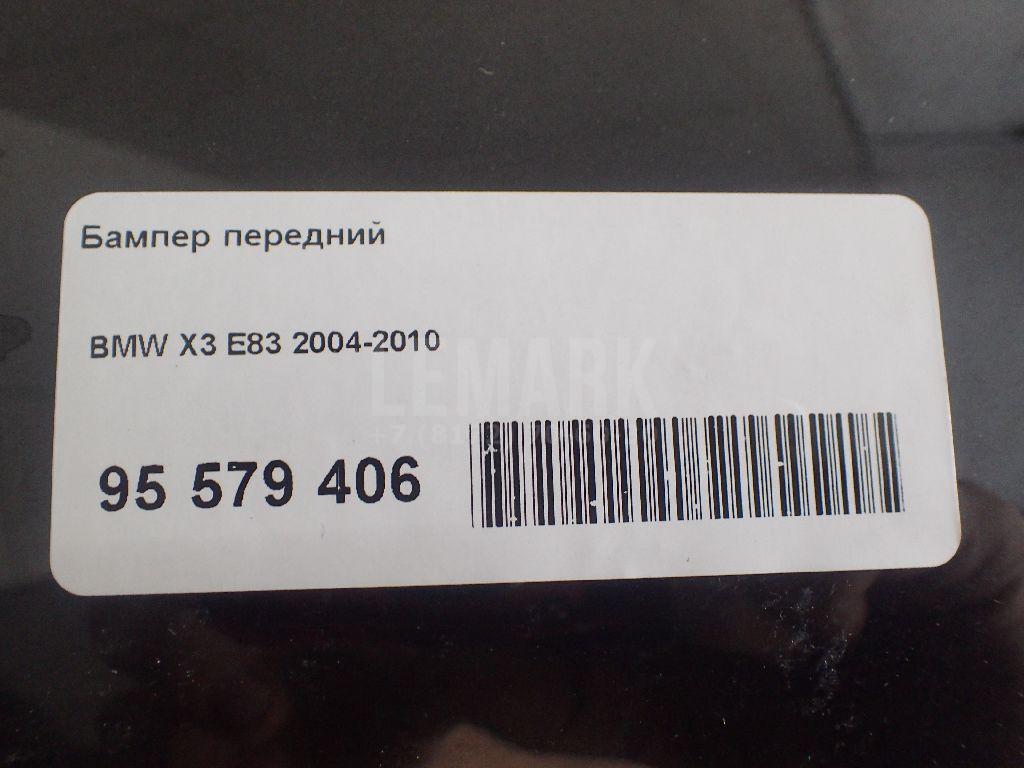 Бампер передний
BMW X3 E83 2004-2010
LEMARK
95 579 406